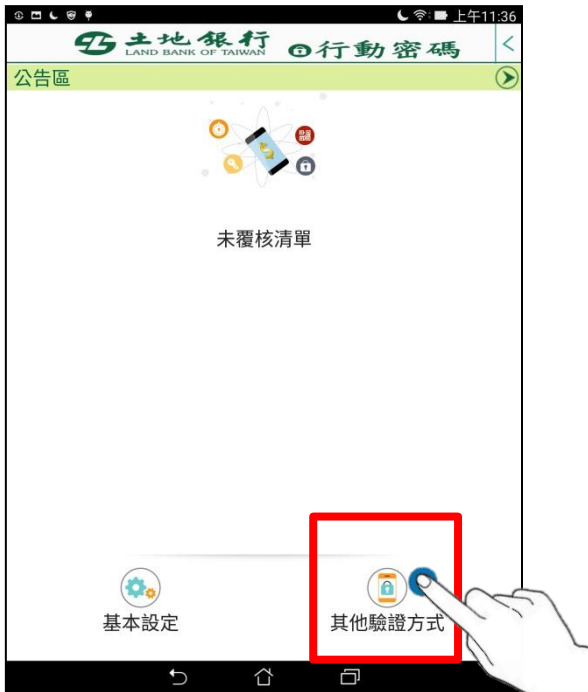 上午11:36
土地銀行 行動密碼 <
LAND BANK OF TAIWAN
公告區
未覆核清單
基本設定 其他驗證方式